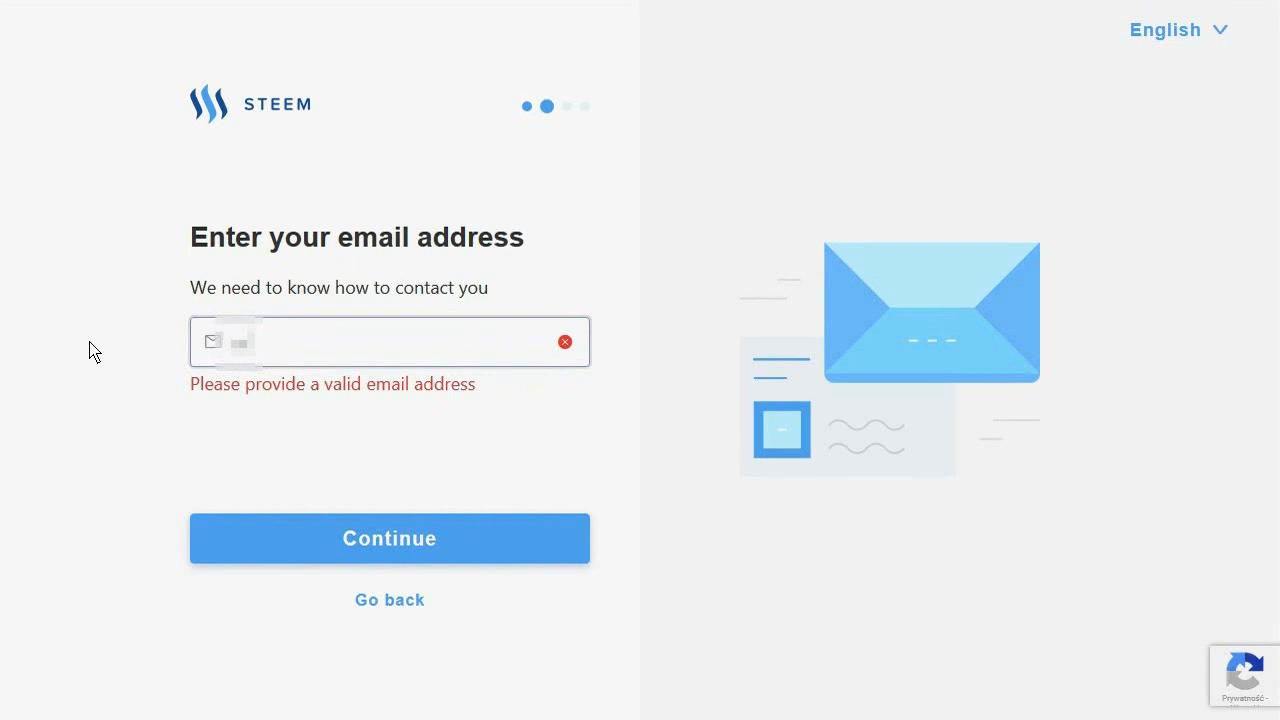 English
STEEM
Enter your email address
We need to know how to contact you
Please provide a valid email address
Continue
Go back
Prywatność -